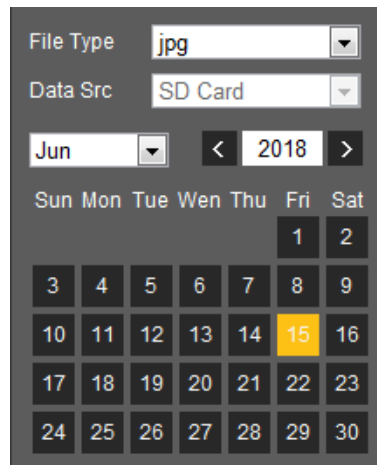 File Type jpg
Data Src SD Card
Jun < 2018 >
Sun Mon Tue Wen Thu Fri Sat
1 2
3 4 5 6 7 8 9
10 11 12 13 14 15 16
17 18 19 20 21 22 23
24 25 26 27 28 29 30